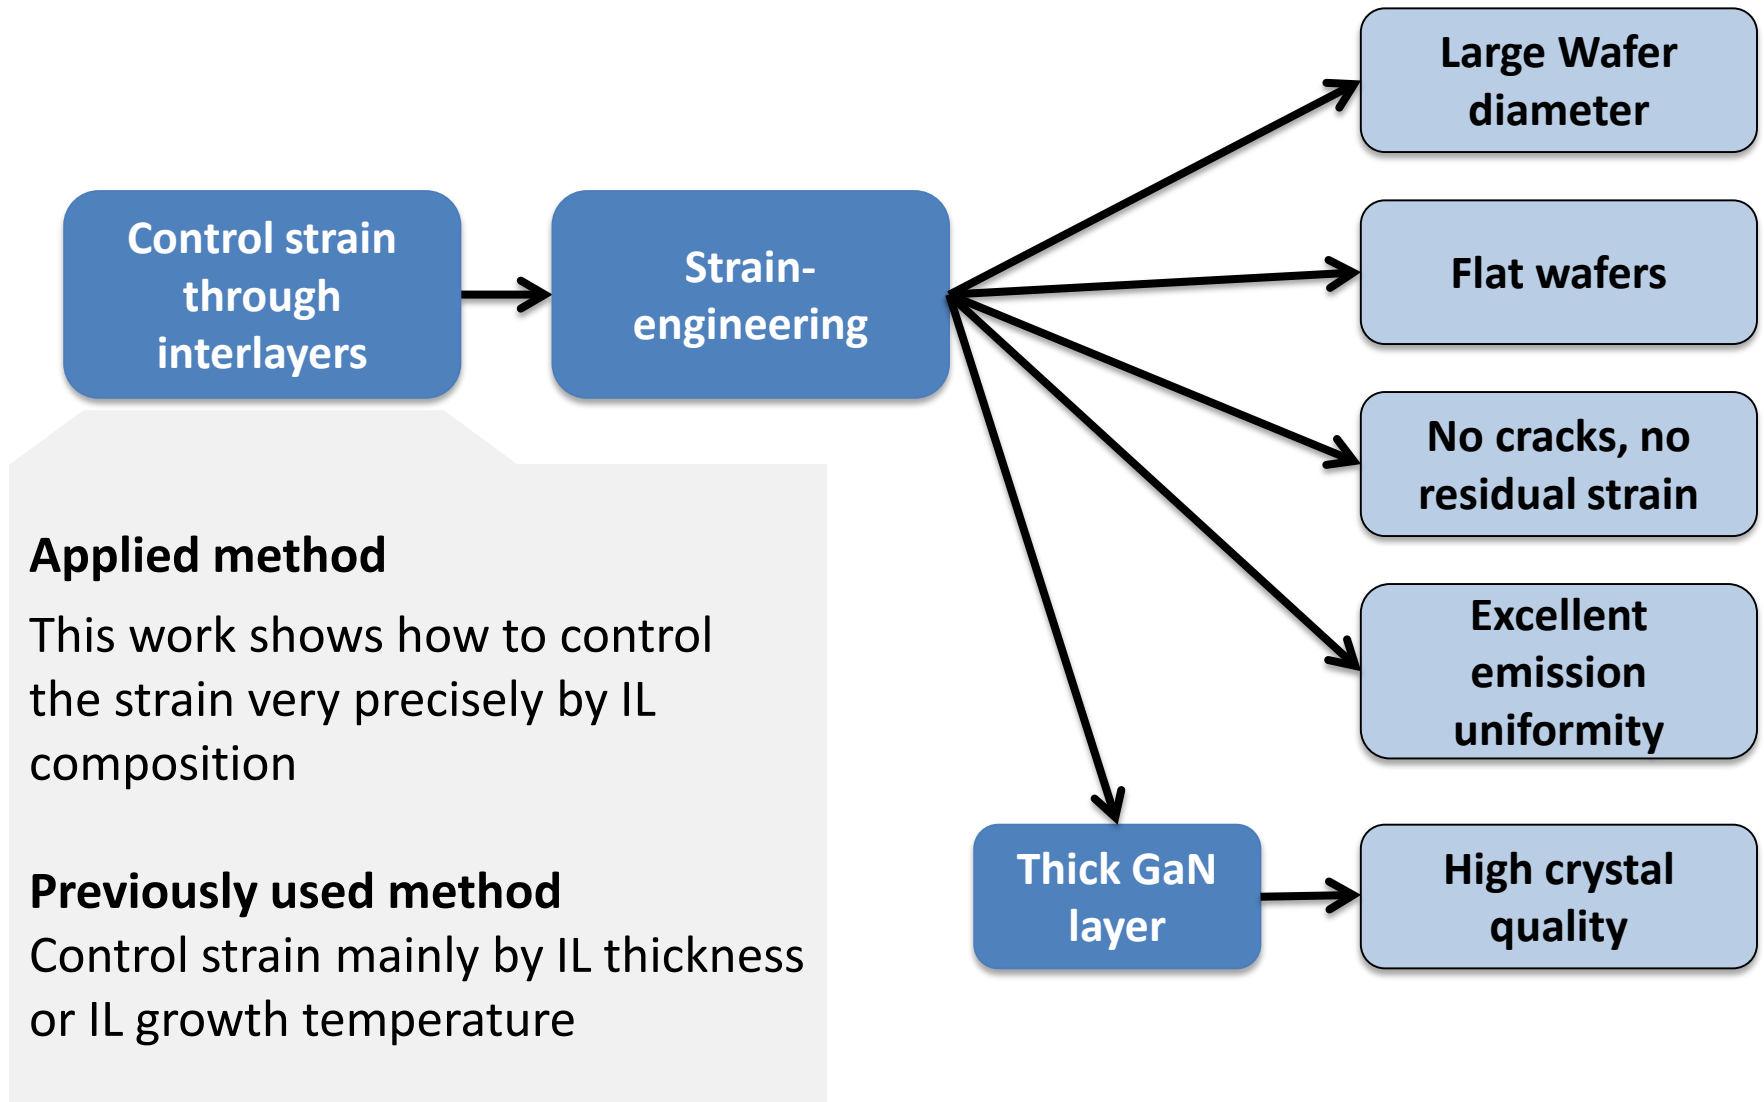 Large Wafer
diameter
Control strain
through
interlayers
Strain-
engineering
Flat wafers
No cracks, no
residual strain
Excellent
emission
uniformity
Thick GaN
layer
High crystal
quality
Applied method
This work shows how to control
the strain very precisely by IL
composition
Previously used method
Control strain mainly by IL thickness
or IL growth temperature